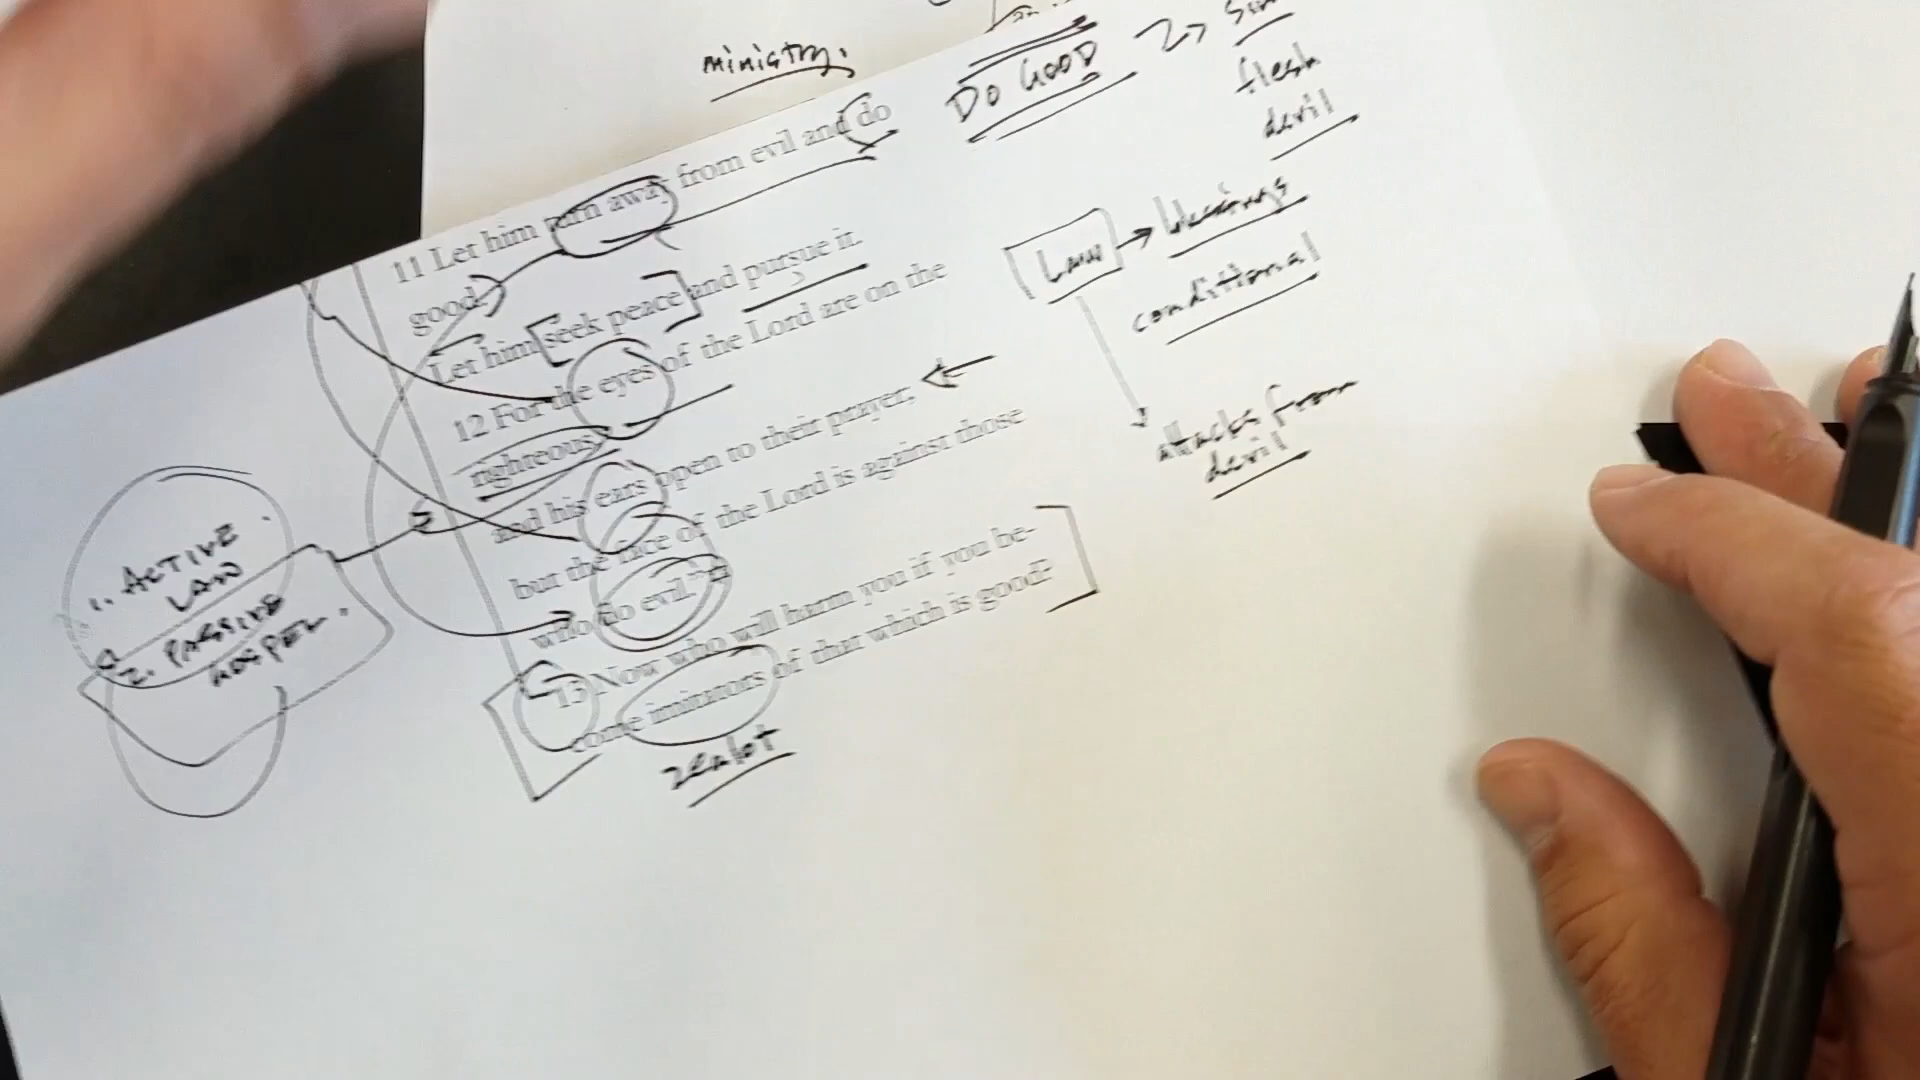 ministry.
DO GOOD
Sin
flesh
devil
11 Let him turn away from evil and do
good.
Let him seek peace and pursue it.
12 For the eyes of the Lord are on the
righteous,
and his ears open to their prayer;
but the face of the Lord is against those
who do evil."
13 Now who will harm you if you be-
come imitators of that which is good?
zealot
Law
blessings
conditional
attacks from
devil
1. ACTIVE
LAW
2. PASSIVE
GOSPEL.